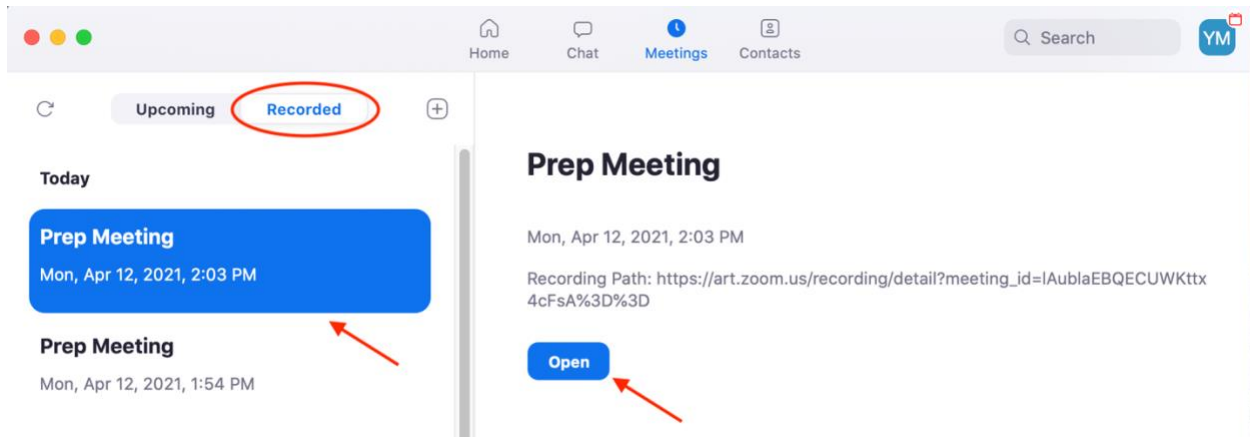 Home
Chat
Meetings
Contacts
Search
YM
Upcoming
Recorded
Today
Prep Meeting
Mon, Apr 12, 2021, 2:03 PM
Prep Meeting
Mon, Apr 12, 2021, 1:54 PM
Prep Meeting
Mon, Apr 12, 2021, 2:03 PM
Recording Path: https://art.zoom.us/recording/detail?meeting_id=lAublaEBQECUWKttx
4cFsA%3D%3D
Open